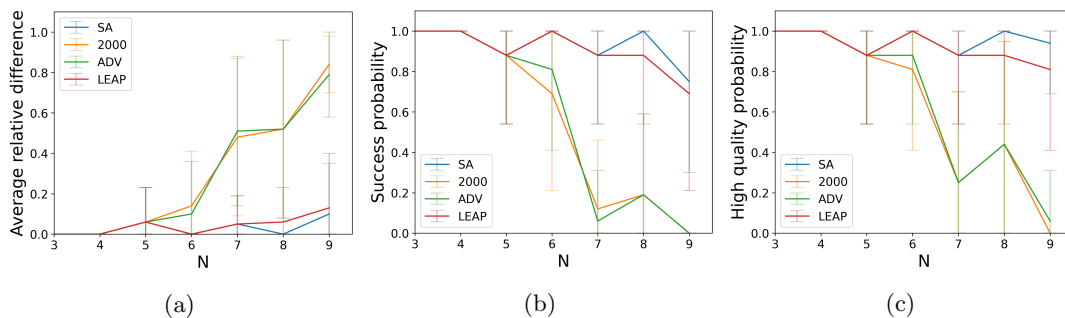 Average relative difference
1.0
0.8
0.6
0.4
0.2
0.0
SA
2000
ADV
LEAP
3 4 5 6 7 8 9
N
(a)
Success probability
1.0
0.8
0.6
0.4
0.2
0.0
SA
2000
ADV
LEAP
3 4 5 6 7 8 9
N
(b)
High quality probability
1.0
0.8
0.6
0.4
0.2
0.0
SA
2000
ADV
LEAP
3 4 5 6 7 8 9
N
(c)